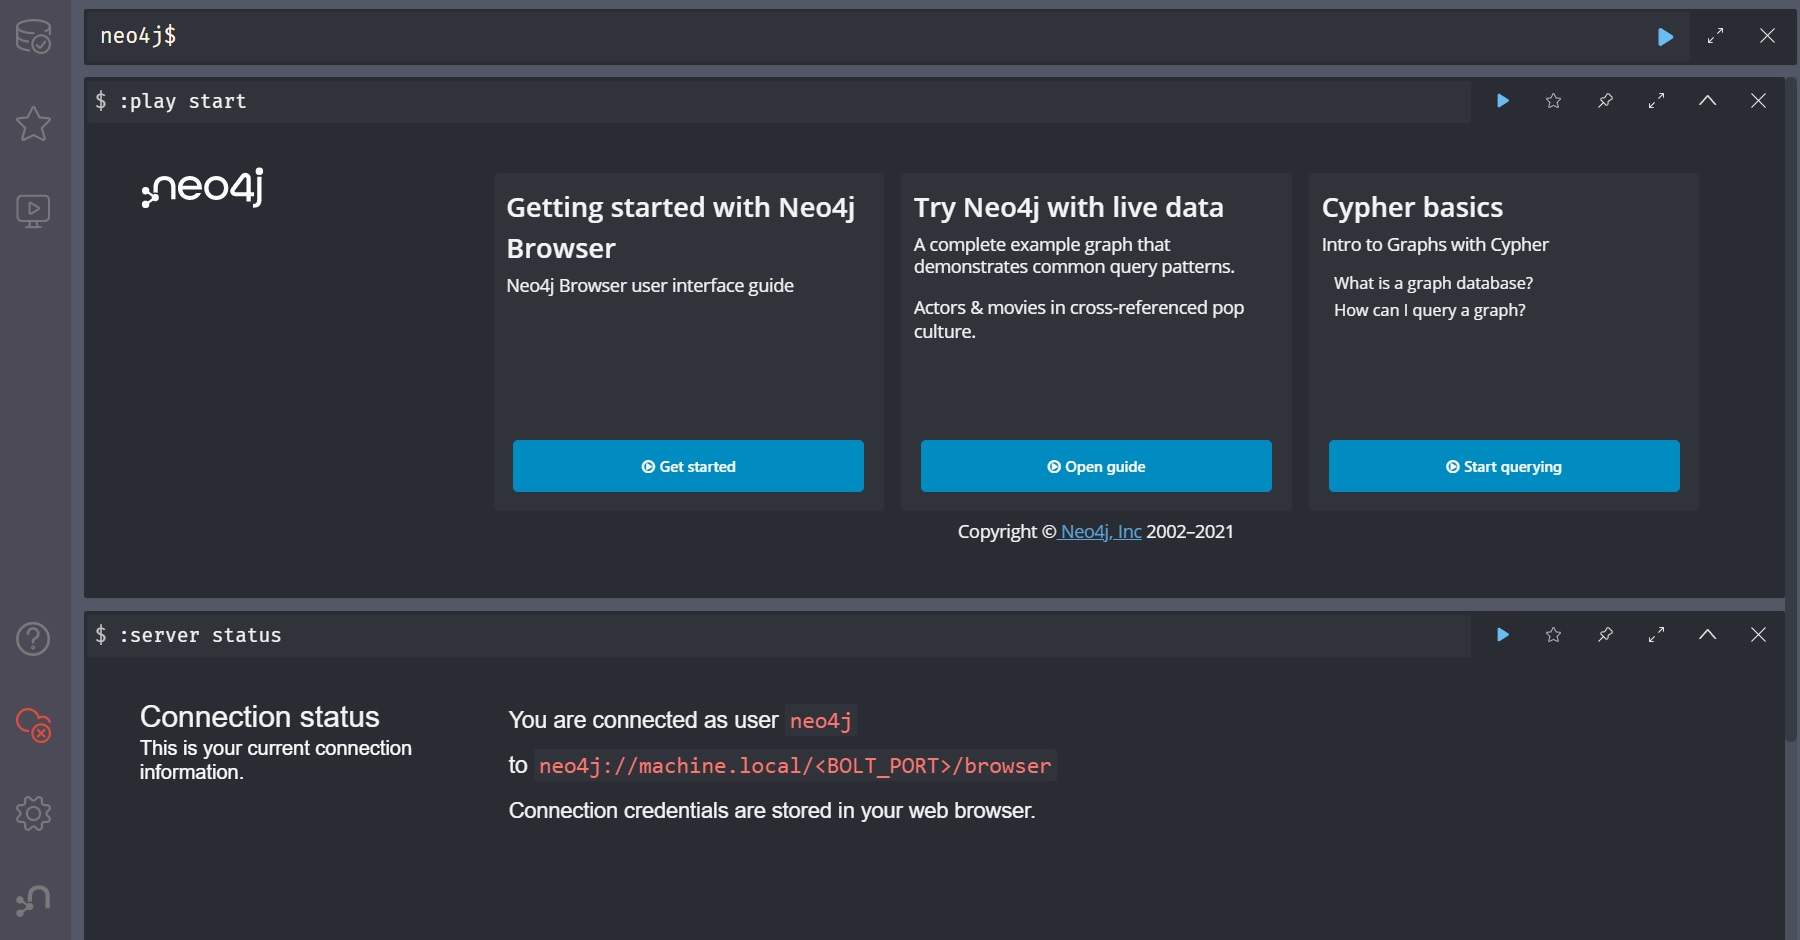 neo4j$
$ :play start
neo4j
Getting started with Neo4j
Browser
Neo4j Browser user interface guide
Get started
Try Neo4j with live data
A complete example graph that
demonstrates common query patterns.
Actors & movies in cross-referenced pop
culture.
Open guide
Cypher basics
Intro to Graphs with Cypher
What is a graph database?
How can I query a graph?
Start querying
Copyright © Neo4j, Inc 2002–2021
$ :server status
Connection status
This is your current connection
information.
You are connected as user neo4j
to neo4j://machine.local/<BOLT_PORT>/browser
Connection credentials are stored in your web browser.